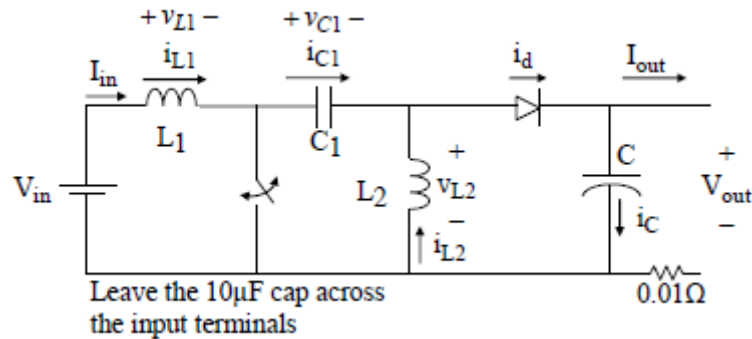 + vL1 −
+ vC1 −
iL1
iC1
id
Iout
Iin
L1
C1
C
Vin
L2
+
vL2
−
+
Vout
−
iC
iL2
Leave the 10μF cap across
the input terminals
0.01Ω